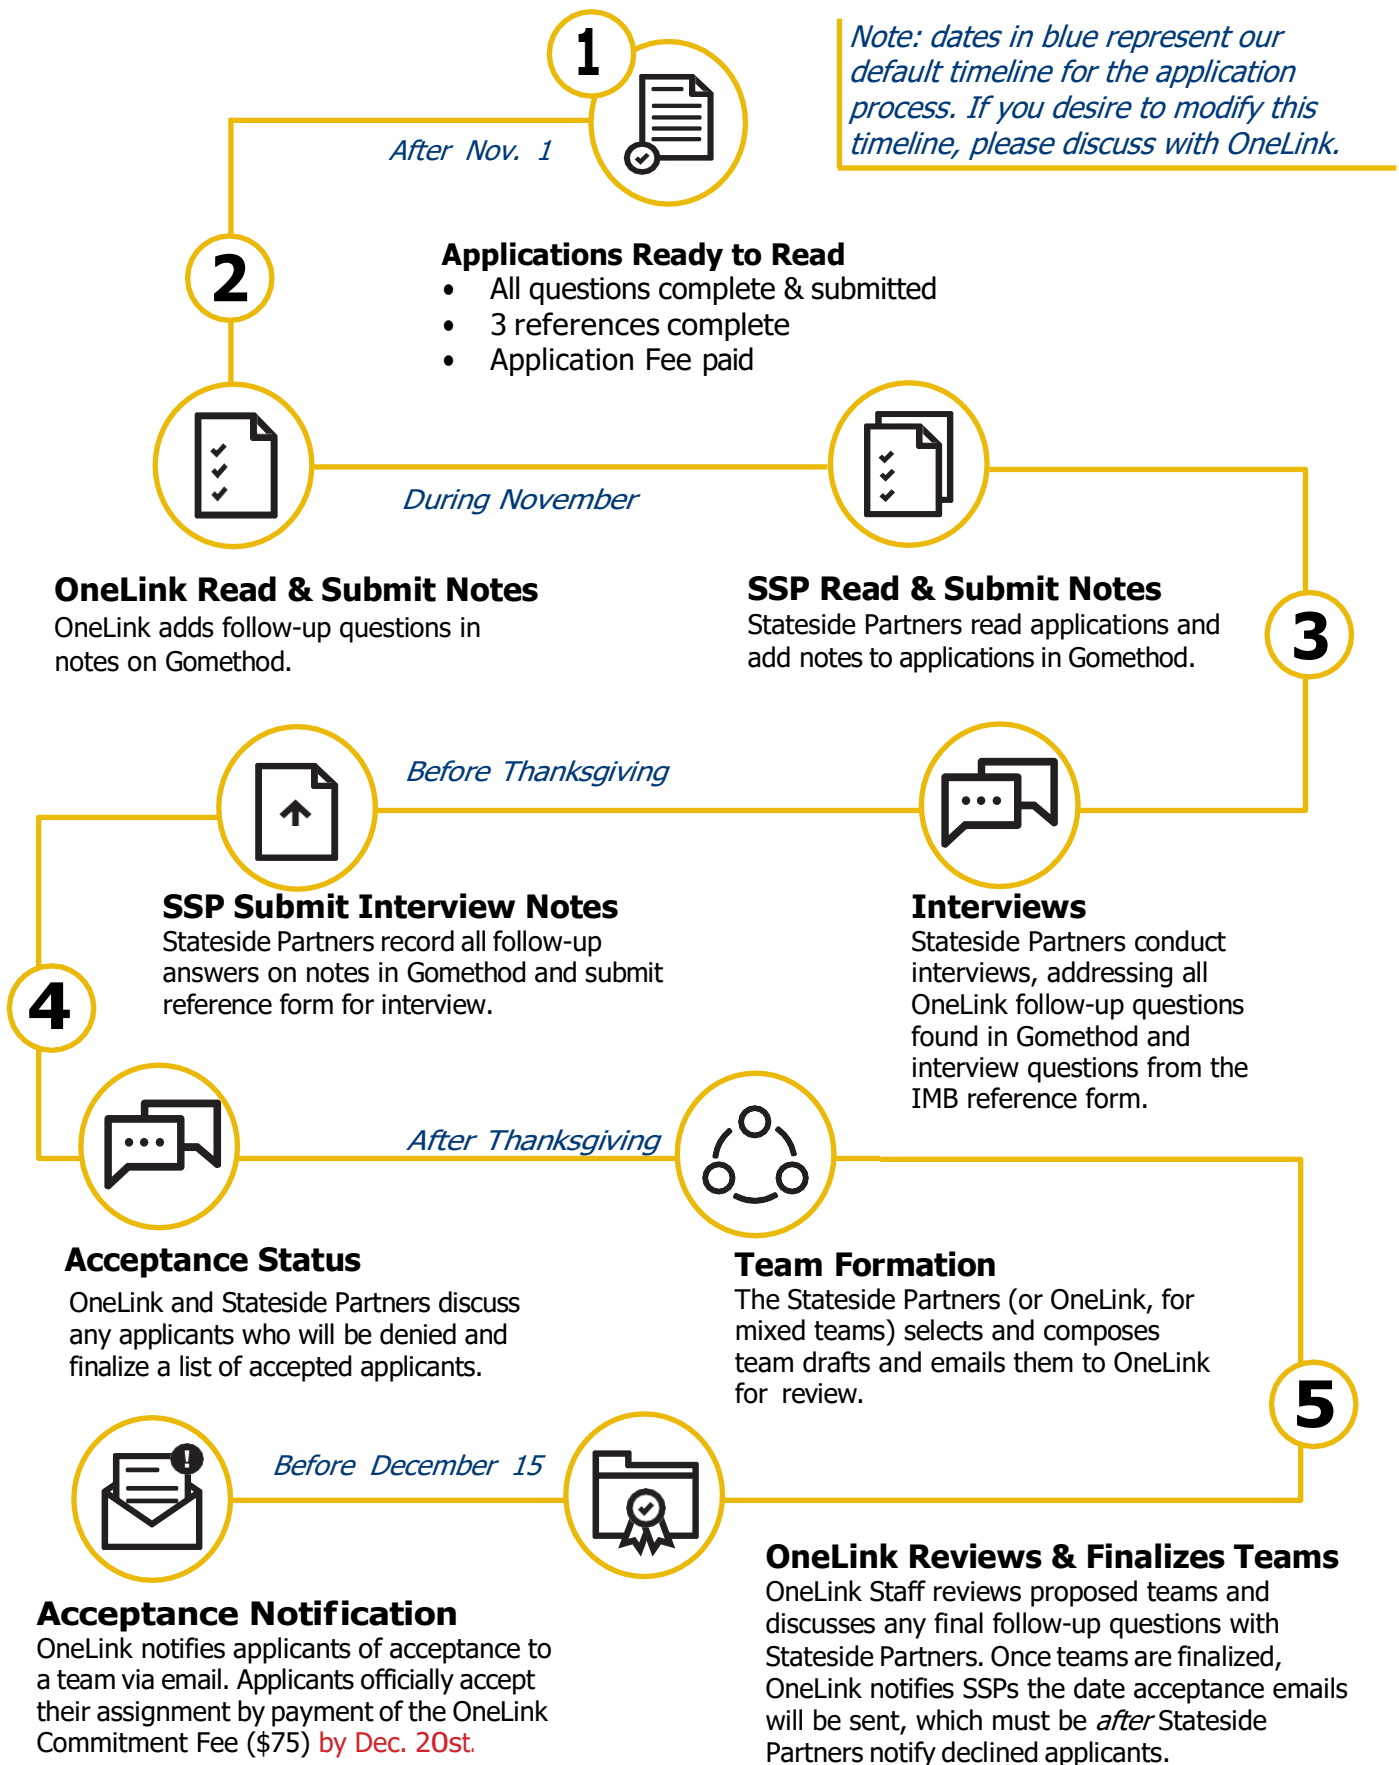 1
Note: dates in blue represent our
default timeline for the application
process. If you desire to modify this
timeline, please discuss with OneLink.
After Nov. 1
2
Applications Ready to Read
• All questions complete & submitted
• 3 references complete
• Application Fee paid
During November
OneLink Read & Submit Notes
OneLink adds follow-up questions in
notes on Gomethod.
SSP Read & Submit Notes
Stateside Partners read applications and
add notes to applications in Gomethod.
3
Before Thanksgiving
SSP Submit Interview Notes
Stateside Partners record all follow-up
answers on notes in Gomethod and submit
reference form for interview.
Interviews
Stateside Partners conduct
interviews, addressing all
OneLink follow-up questions
found in Gomethod and
interview questions from the
IMB reference form.
4
After Thanksgiving
Acceptance Status
OneLink and Stateside Partners discuss
any applicants who will be denied and
finalize a list of accepted applicants.
Team Formation
The Stateside Partners (or OneLink, for
mixed teams) selects and composes
team drafts and emails them to OneLink
for review.
5
Before December 15
Acceptance Notification
OneLink notifies applicants of acceptance to
a team via email. Applicants officially accept
their assignment by payment of the OneLink
Commitment Fee ($75) by Dec. 20st.
OneLink Reviews & Finalizes Teams
OneLink Staff reviews proposed teams and
discusses any final follow-up questions with
Stateside Partners. Once teams are finalized,
OneLink notifies SSPs the date acceptance emails
will be sent, which must be after Stateside
Partners notify declined applicants.